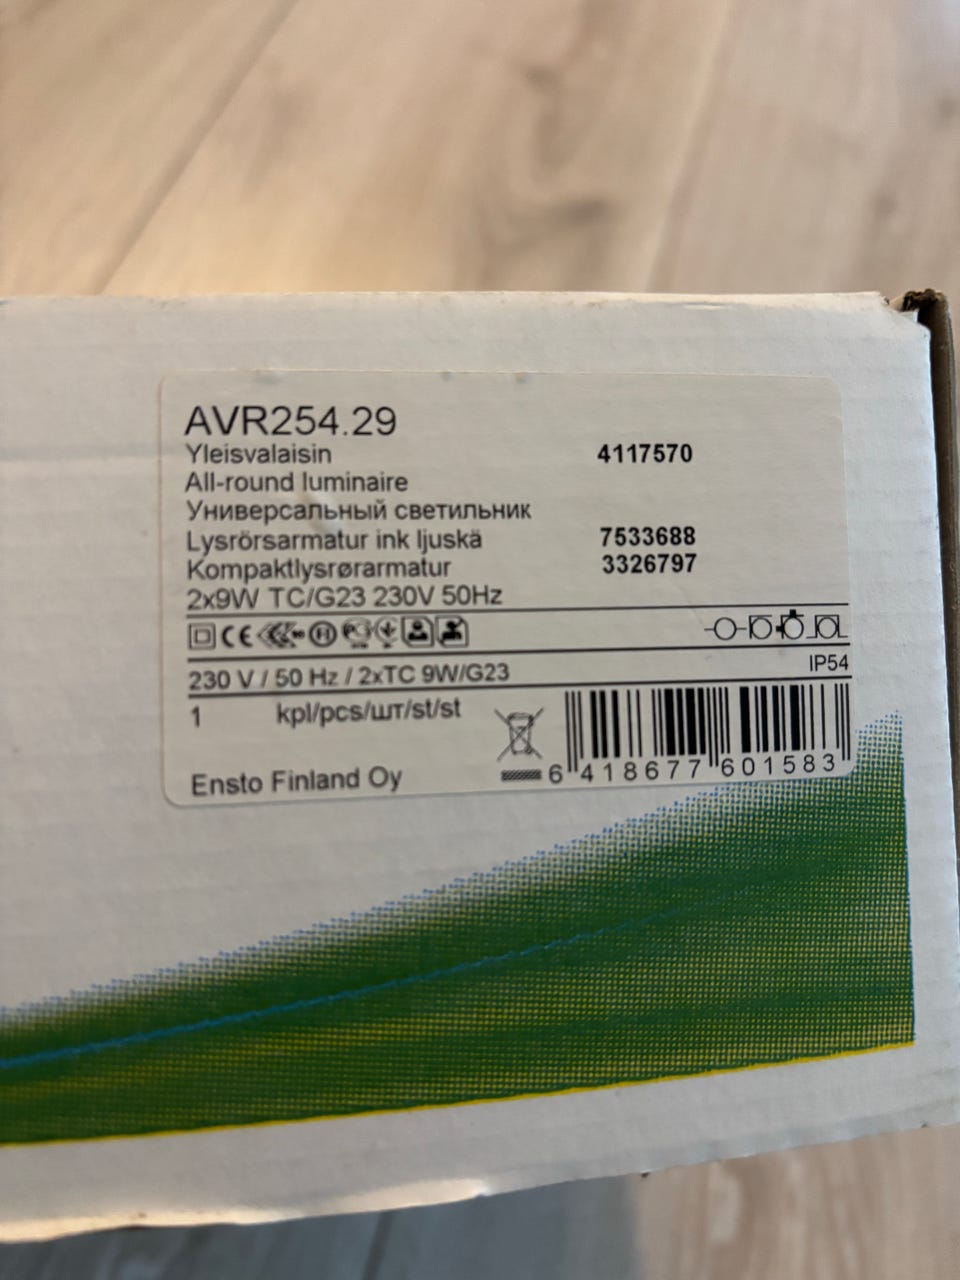 AVR254.29
Yleisvalaisin 4117570
All-round luminaire
Универсальный светильник
Lysrörsarmatur ink ljuskä 7533688
Kompaktlysrørarmatur 3326797
2x9W TC/G23 230V 50Hz
CE
IP54
230 V / 50 Hz / 2xTC 9W/G23
1 kpl/pcs/шт/st/st
Ensto Finland Oy
6 418677 601583